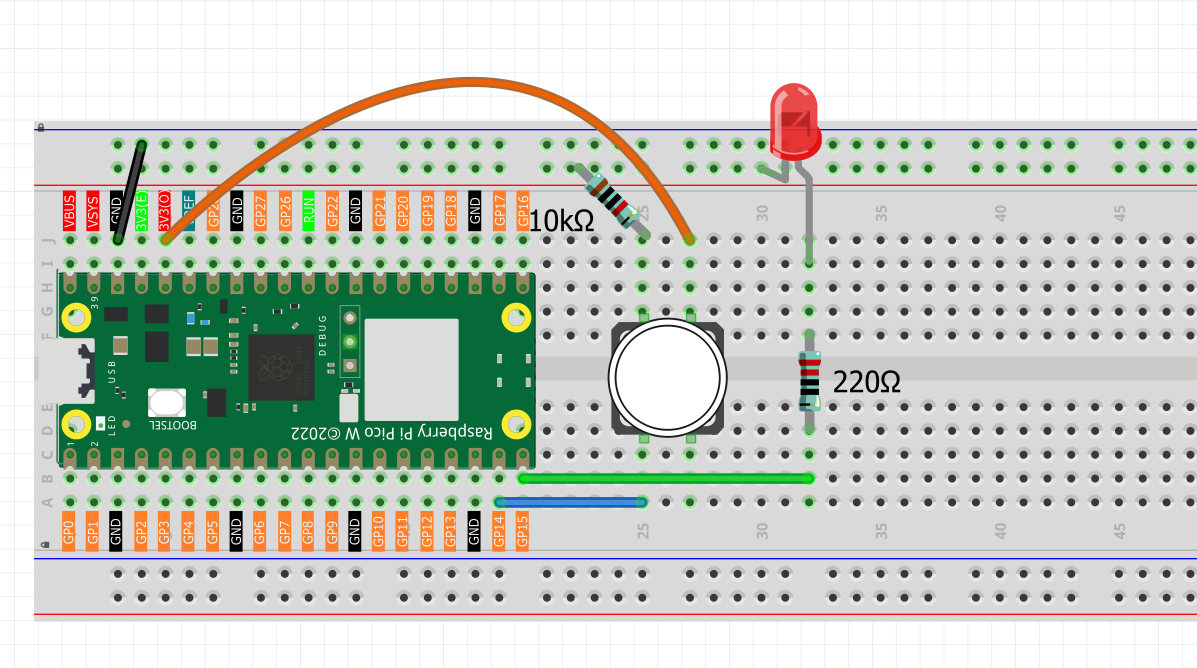 VBUS
VSYS
GND
3V3(E)
3V3(O)
GND
GP27
GP26
RUN
GP22
GND
GP21
GP20
GP19
GP18
GND
GP17
GP16
10kΩ
25
30
35
40
45
J
I
H
G
F
39
DEBUG
USB
BOOTSEL
LED
1
2
Raspberry Pi Pico W ©2022
220Ω
E
D
C
B
A
GP0
GP1
GND
GP2
GP3
GP4
GP5
GND
GP6
GP7
GP8
GP9
GND
GP10
GP11
GP12
GP13
GND
GP14
GP15
25
30
35
40
45